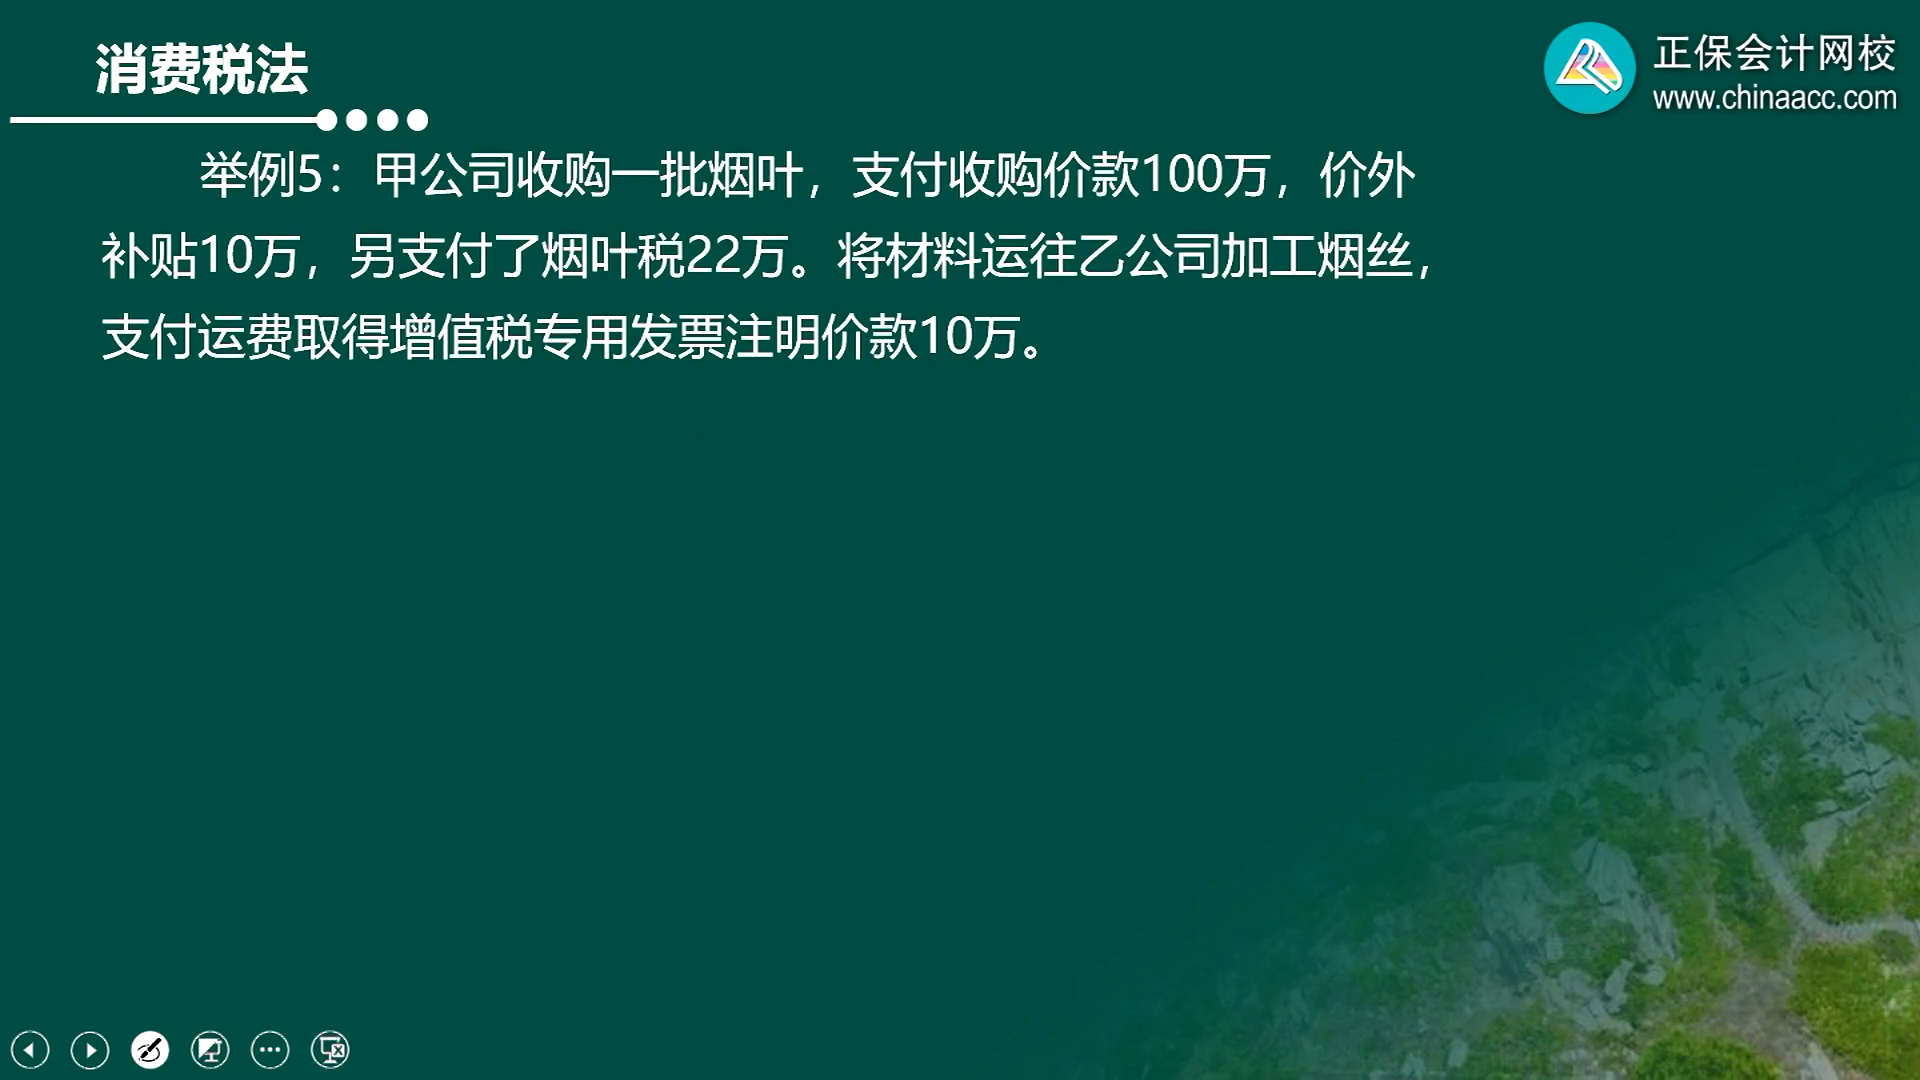 消费税法
正保会计网校
www.chinaacc.com
举例5：甲公司收购一批烟叶，支付收购价款100万，价外
补贴10万，另支付了烟叶税22万。将材料运往乙公司加工烟丝，
支付运费取得增值税专用发票注明价款10万。